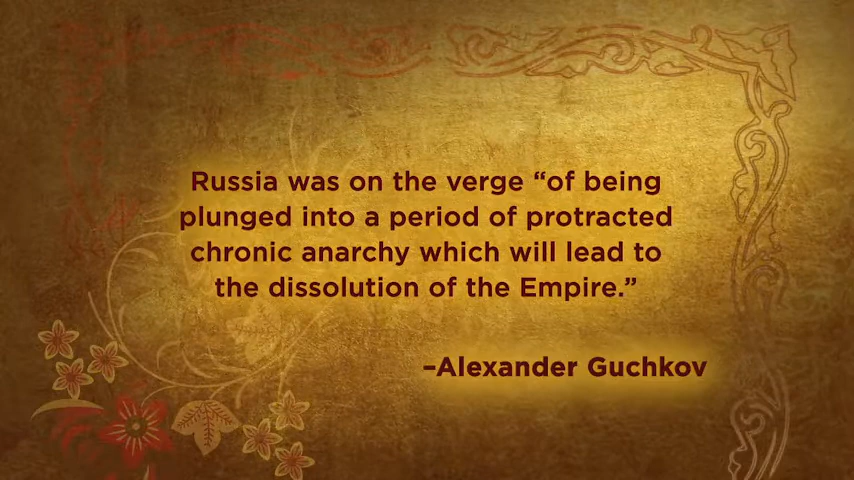 Russia was on the verge “of being
plunged into a period of protracted
chronic anarchy which will lead to
the dissolution of the Empire.”
–Alexander Guchkov